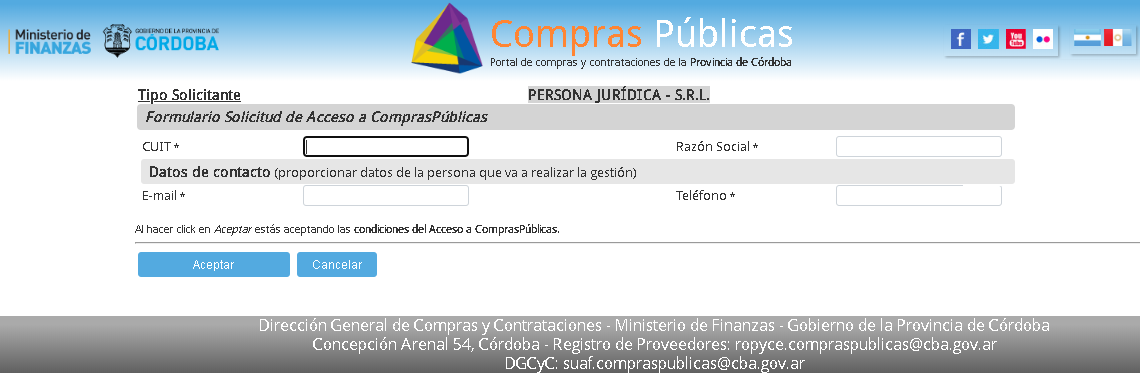 Ministerio de
FINANZAS
GOBIERNO DE LA PROVINCIA DE
CÓRDOBA
Compras Públicas
Portal de compras y contrataciones de la Provincia de Córdoba
You
Tube
Tipo Solicitante PERSONA JURÍDICA - S.R.L.
Formulario Solicitud de Acceso a ComprasPúblicas
CUIT * Razón Social *
Datos de contacto (proporcionar datos de la persona que va a realizar la gestión)
E-mail * Teléfono *
Al hacer click en Aceptar estás aceptando las condiciones del Acceso a ComprasPúblicas.
Aceptar Cancelar
Dirección General de Compras y Contrataciones - Ministerio de Finanzas - Gobierno de la Provincia de Córdoba
Concepción Arenal 54, Córdoba - Registro de Proveedores: ropyce.compraspublicas@cba.gov.ar
DGCyC: suaf.compraspublicas@cba.gov.ar